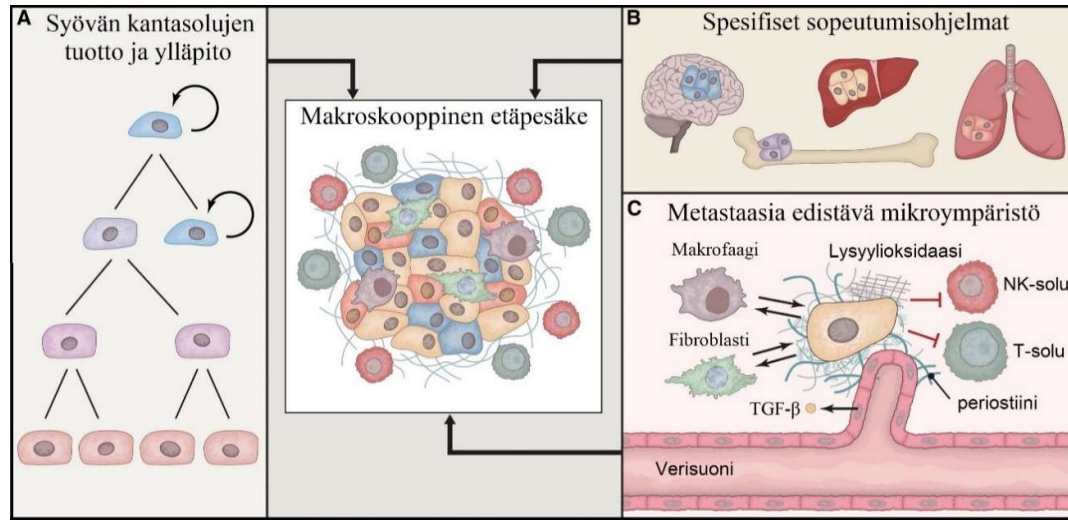 A
Syövän kantasolujen
tuotto ja ylläpito
Makroskooppinen etäpesäke
B
Spesifiset sopeutumisohjelmat
C
Metastaasia edistävä mikroympäristö
Makrofaagi
Lysyylioksidaasi
NK-solu
Fibroblasti
T-solu
TGF-β
periostiini
Verisuoni